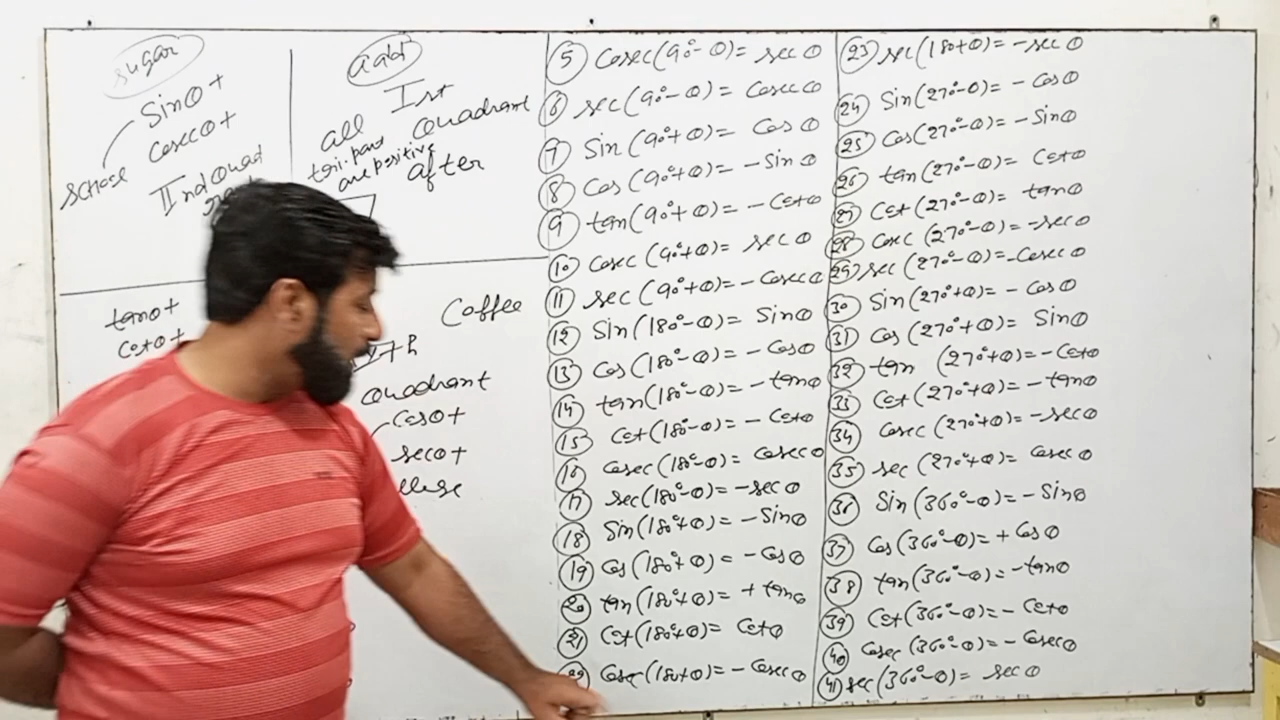 sugar
Sinθ +
Cosecθ +
IInd Quad
add
Ist
all Quadrant
are positive
after
tanθ +
Cotθ +
Coffee
Quadrant
Cosθ +
Secθ +
5 Cosec(90°-θ)= secθ
6 sec(90°-θ)= Cosecθ
7 Sin(90°+θ)= Cosθ
8 Cos(90°+θ)= -Sinθ
9 tan(90°+θ)= -Cotθ
10 Cosec(90°+θ)= secθ
11 sec(90°+θ)= -Cosecθ
12 Sin(180°-θ)= Sinθ
13 Cos(180°-θ)= -Cosθ
14 tan(180°-θ)= -tanθ
15 Cot(180°-θ)= -Cotθ
16 Cosec(180°-θ)= Cosecθ
17 sec(180°-θ)= -secθ
18 Sin(180°+θ)= -Sinθ
19 Cos(180°+θ)= -Cosθ
20 tan(180°+θ)= +tanθ
21 Cot(180°+θ)= Cotθ
22 Cosec(180+θ)= -Cosecθ
23 sec(180+θ)= -secθ
24 Sin(270°-θ)= -Cosθ
25 Cos(270°-θ)= -Sinθ
26 tan(270°-θ)= Cotθ
27 Cot(270°-θ)= tanθ
28 Cosec(270°-θ)= -secθ
29 sec(270°-θ)= -Cosecθ
30 Sin(270°+θ)= -Cosθ
31 Cos(270°+θ)= Sinθ
32 tan(270°+θ)= -Cotθ
33 Cot(270°+θ)= -tanθ
34 Cosec(270°+θ)= -secθ
35 sec(270°+θ)= Cosecθ
36 Sin(360°-θ)= -Sinθ
37 Cos(360°-θ)= +Cosθ
38 tan(360°-θ)= -tanθ
39 Cot(360°-θ)= -Cotθ
40 Cosec(360°-θ)= -Cosecθ
41 sec(360°-θ)= secθ